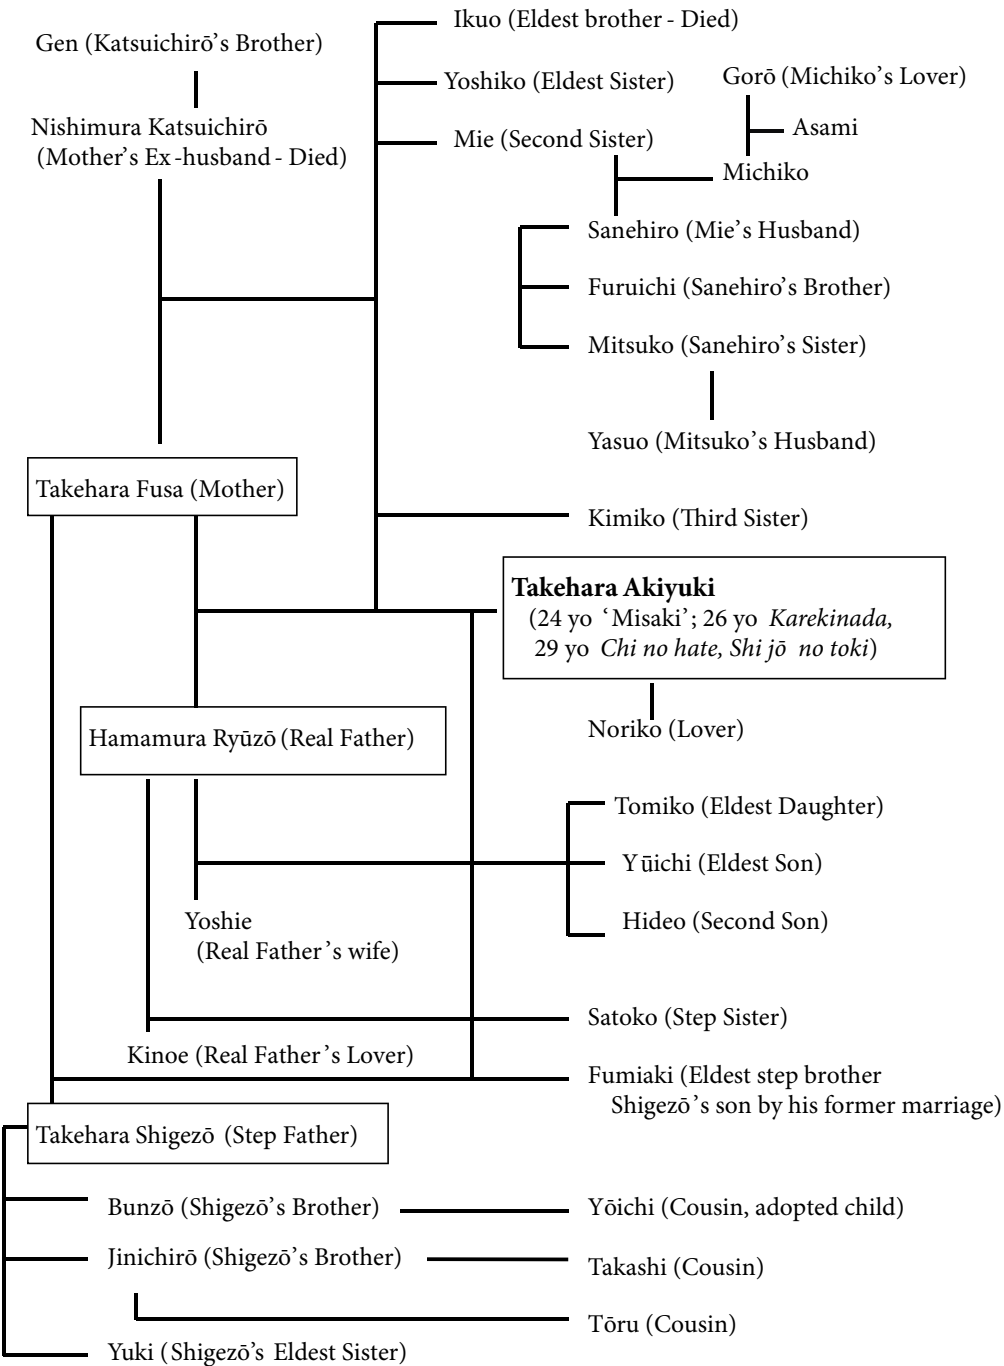 Ikuo (Eldest brother - Died)
Gen (Katsuichirō’s Brother)
Yoshiko (Eldest Sister)
Gorō (Michiko’s Lover)
Nishimura Katsuichirō
(Mother’s Ex-husband - Died)
Mie (Second Sister)
Asami
Michiko
Sanehiro (Mie’s Husband)
Furuichi (Sanehiro’s Brother)
Mitsuko (Sanehiro’s Sister)
Yasuo (Mitsuko’s Husband)
Takehara Fusa (Mother)
Kimiko (Third Sister)
Takehara Akiyuki
(24 yo ‘Misaki’; 26 yo Karekinada,
29 yo Chi no hate, Shi jō no toki)
Noriko (Lover)
Hamamura Ryūzō (Real Father)
Tomiko (Eldest Daughter)
Yūichi (Eldest Son)
Hideo (Second Son)
Yoshie
(Real Father’s wife)
Satoko (Step Sister)
Kinoe (Real Father’s Lover)
Fumiaki (Eldest step brother
Shigezō’s son by his former marriage)
Takehara Shigezō (Step Father)
Bunzō (Shigezō’s Brother)
Yōichi (Cousin, adopted child)
Jinichirō (Shigezō’s Brother)
Takashi (Cousin)
Tōru (Cousin)
Yuki (Shigezō’s Eldest Sister)